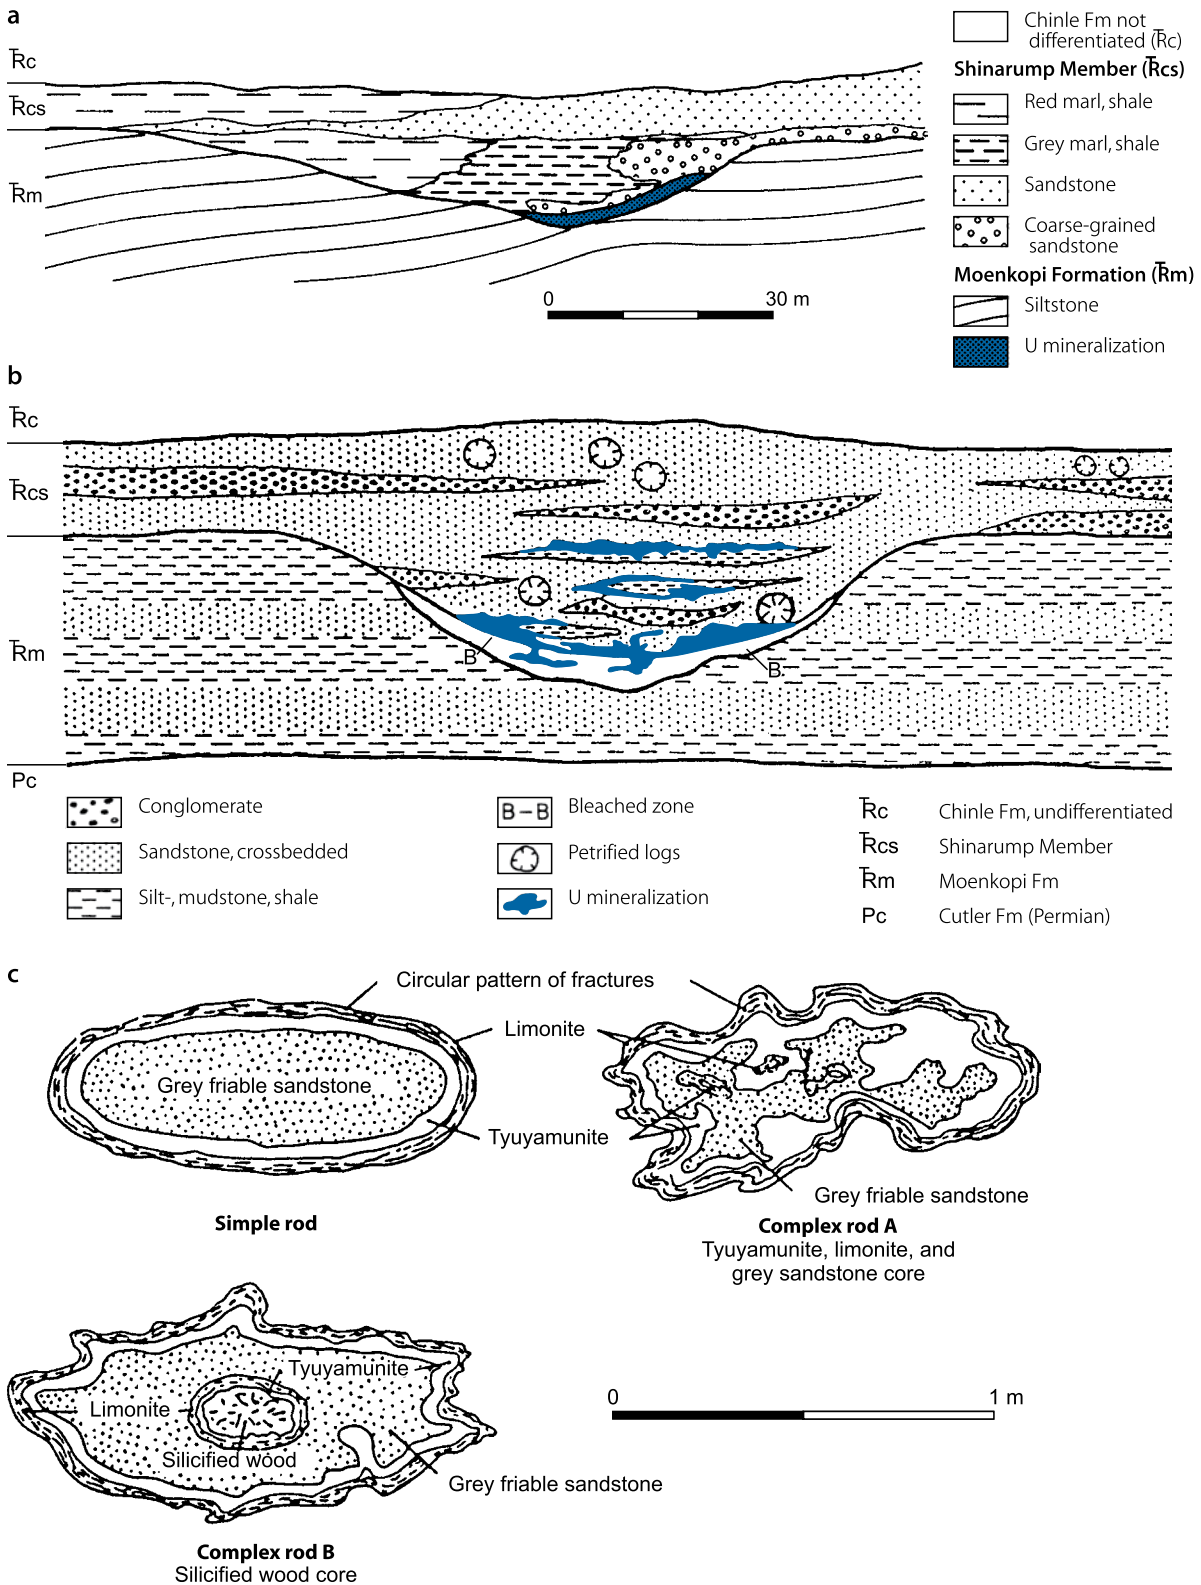 a
T̄Rc
T̄Rcs
T̄Rm
0 30 m
Chinle Fm not
differentiated (T̄Rc)
Shinarump Member (T̄Rcs)
Red marl, shale
Grey marl, shale
Sandstone
Coarse-grained
sandstone
Moenkopi Formation (T̄Rm)
Siltstone
U mineralization
b
T̄Rc
T̄Rcs
T̄Rm
Pc
B
B
Conglomerate
Sandstone, crossbedded
Silt-, mudstone, shale
B – B Bleached zone
Petrified logs
U mineralization
T̄Rc Chinle Fm, undifferentiated
T̄Rcs Shinarump Member
T̄Rm Moenkopi Fm
Pc Cutler Fm (Permian)
c
Circular pattern of fractures
Limonite
Grey friable sandstone
Tyuyamunite
Grey friable sandstone
Simple rod
Complex rod A
Tyuyamunite, limonite, and
grey sandstone core
Tyuyamunite
Limonite
Silicified wood
Grey friable sandstone
0 1 m
Complex rod B
Silicified wood core